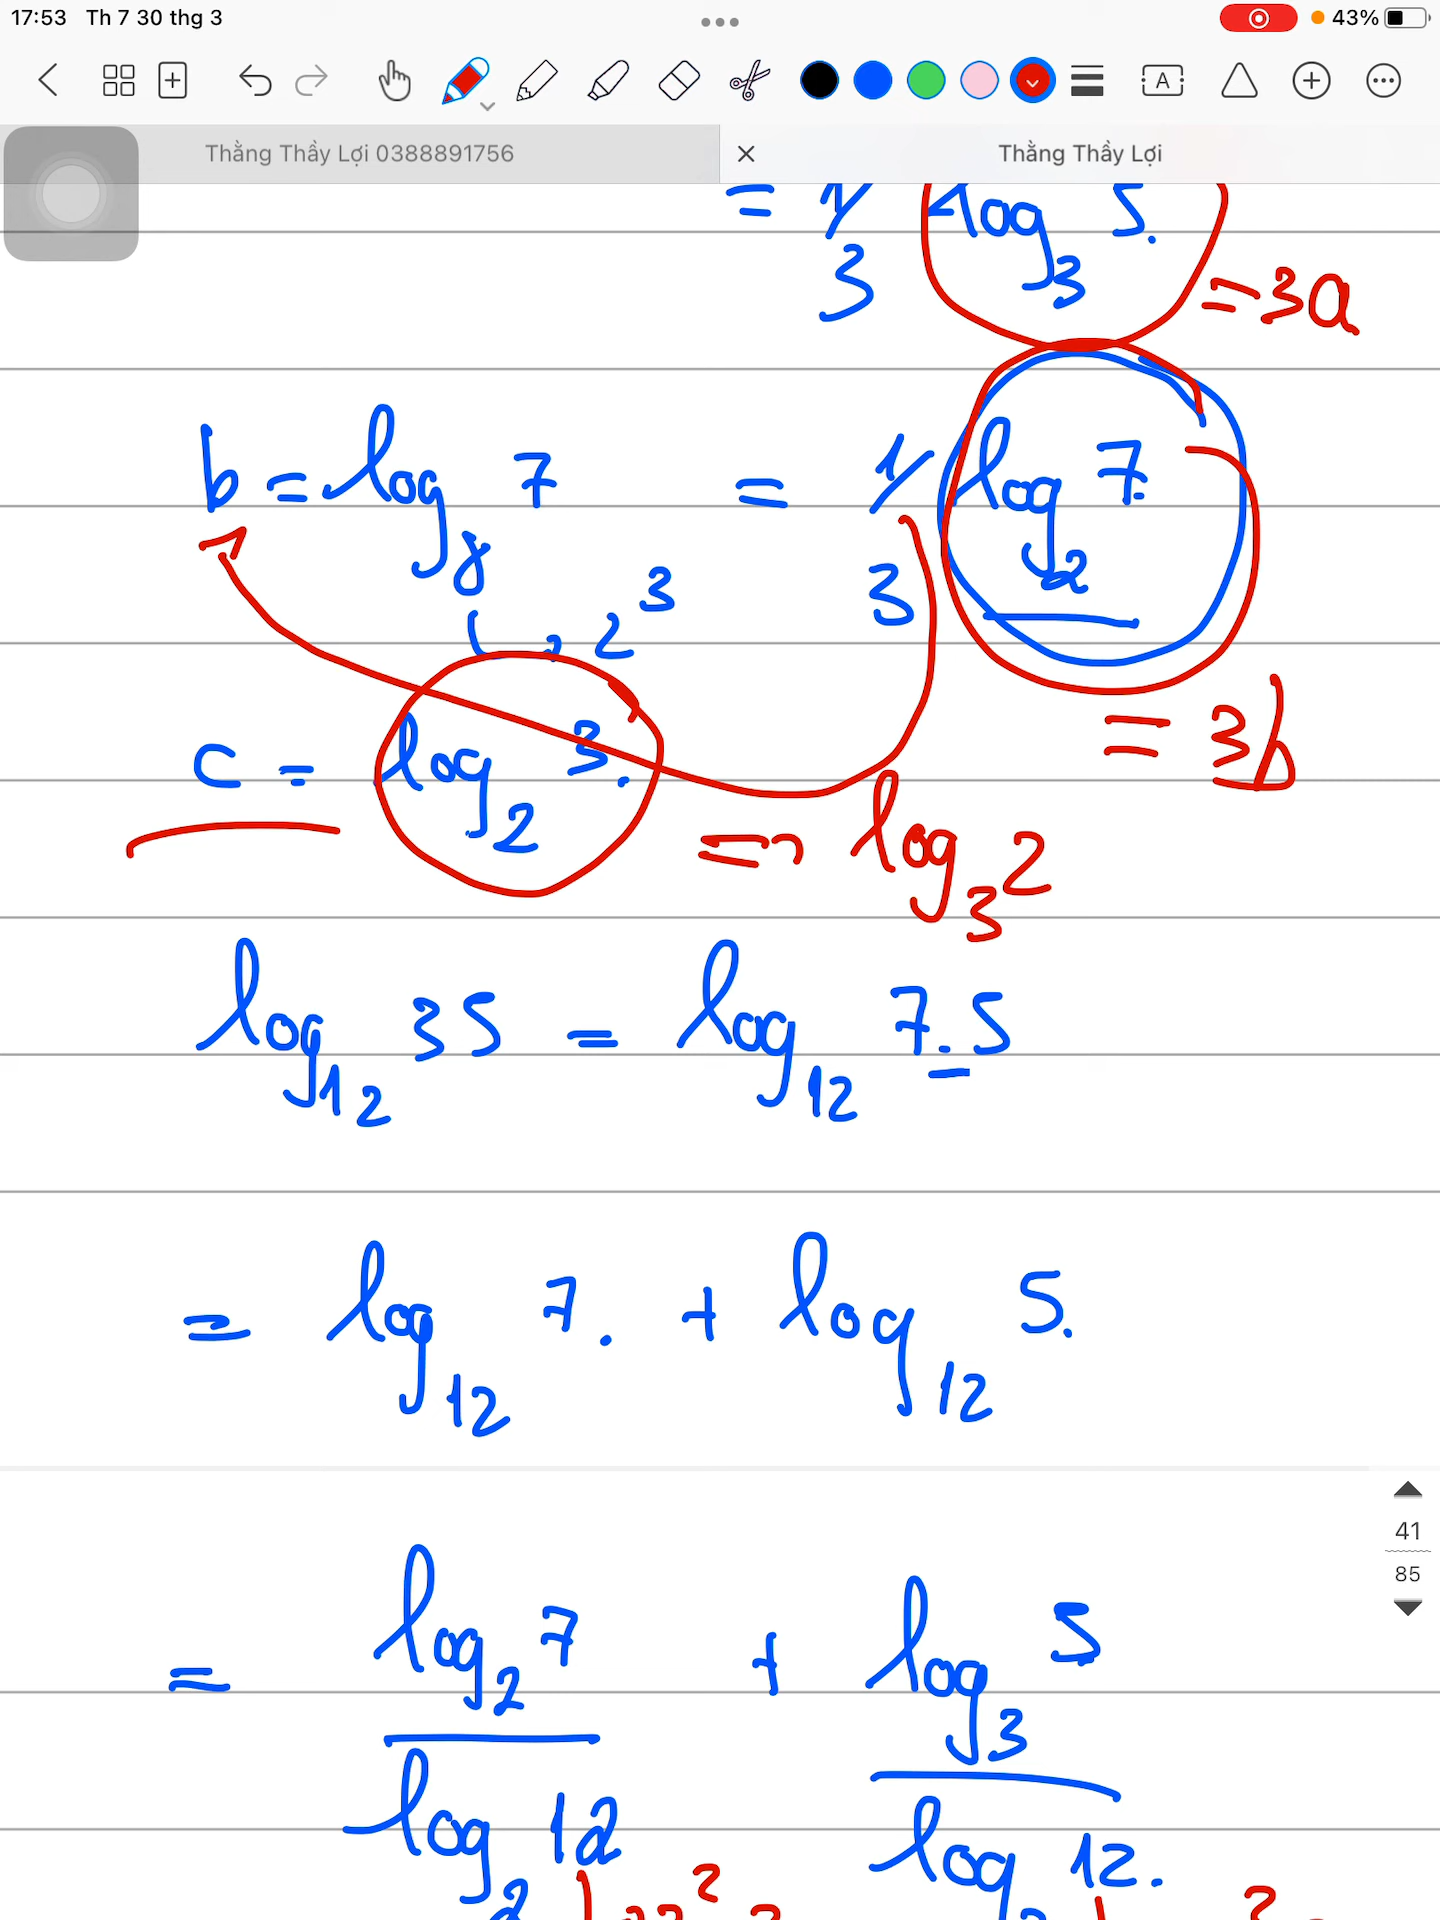 17:53 Th 7 30 thg 3 43%
A
Thằng Thầy Lợi 0388891756 Thằng Thầy Lợi
= 1/3 log₃ 5. = 3a
b = log₈ 7 = 1/3 log₂ 7.
2³
= 3b
c = log₂ 3. => log₃ 2
log₁₂ 35 = log₁₂ 7.5
= log₁₂ 7. + log₁₂ 5.
41
85
= log₂ 7 + log₃ 5
log₂ 12 log 12.